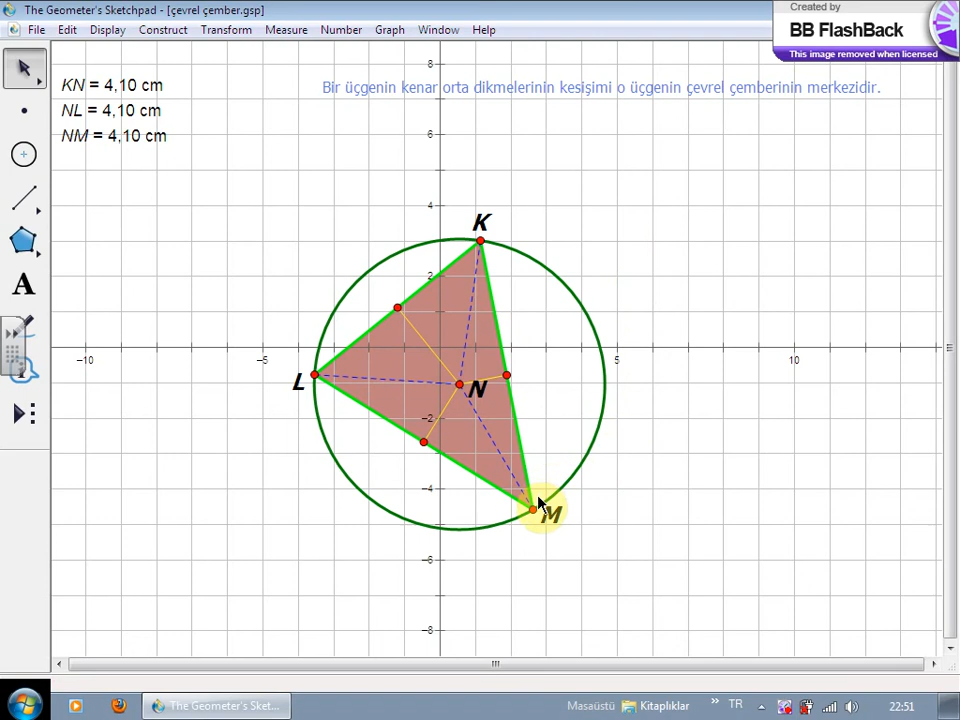 The Geometer's Sketchpad - [çevrel çember.gsp]
Created by
BB FlashBack
This image removed when licensed
File Edit Display Construct Transform Measure Number Graph Window Help
KN = 4,10 cm
NL = 4,10 cm
NM = 4,10 cm
Bir üçgenin kenar orta dikmelerinin kesişimi o üçgenin çevrel çemberinin merkezidir.
8
6
4
2
−10 −5 5 10
−2
−4
−6
−8
K
L
N
M
A
The Geometer's Sket...
Masaüstü
Kitaplıklar
TR
22:51